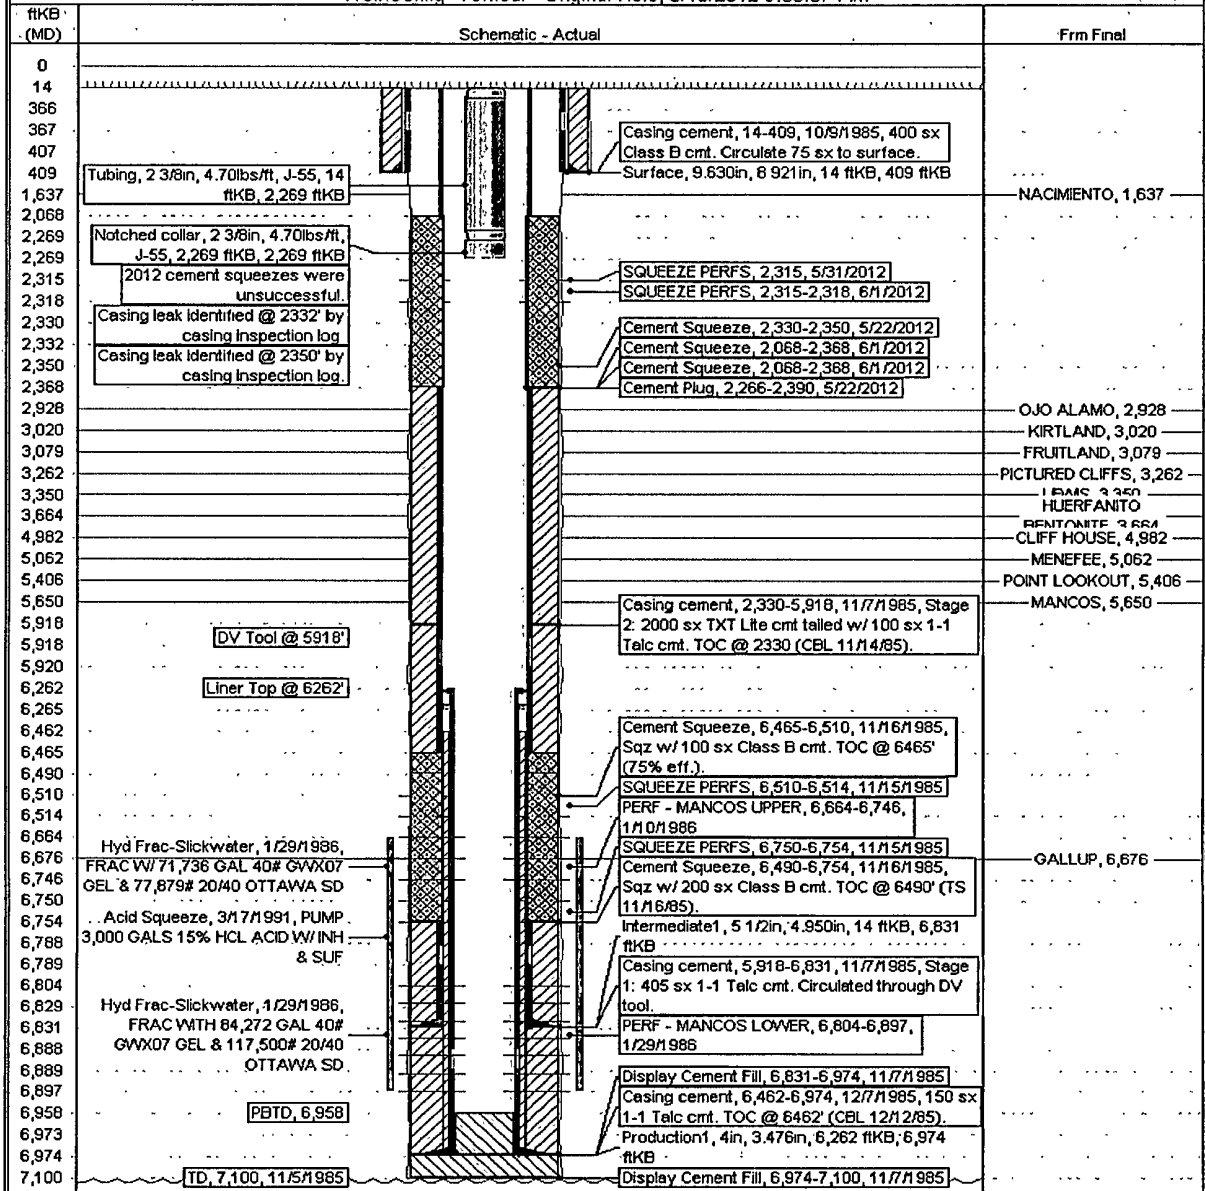 ftKB
(MD)
Schematic - Actual
Frm Final
0
14
366
367
407
409
1,637
2,068
2,269
2,269
2,315
2,318
2,330
2,332
2,350
2,368
2,928
3,020
3,079
3,262
3,350
3,664
4,982
5,062
5,406
5,650
5,918
5,918
5,920
6,262
6,265
6,462
6,465
6,490
6,510
6,514
6,664
6,676
6,746
6,750
6,754
6,788
6,789
6,804
6,829
6,831
6,888
6,889
6,897
6,958
6,973
6,974
7,100
Tubing, 2 3/8in, 4.70lbs/ft, J-55, 14
ftKB, 2,269 ftKB
Notched collar, 2 3/8in, 4.70lbs/ft,
J-55, 2,269 ftKB, 2,269 ftKB
2012 cement squeezes were
unsuccessful.
Casing leak identified @ 2332' by
casing inspection log
Casing leak identified @ 2350' by
casing inspection log.
DV Tool @ 5918'
Liner Top @ 6262'
Hyd Frac-Slickwater, 1/29/1986,
FRAC W/ 71,736 GAL 40# GWX07
GEL & 77,879# 20/40 OTTAWA SD
Acid Squeeze, 3/17/1991, PUMP
3,000 GALS 15% HCL ACID W/ INH
& SUF
Hyd Frac-Slickwater, 1/29/1986,
FRAC WITH 84,272 GAL 40#
GWX07 GEL & 117,500# 20/40
OTTAWA SD
PBTD, 6,958
TD, 7,100, 11/5/1985
Casing cement, 14-409, 10/9/1985, 400 sx
Class B cmt. Circulate 75 sx to surface.
Surface, 9.630in, 8 921in, 14 ftKB, 409 ftKB
SQUEEZE PERFS, 2,315, 5/31/2012
SQUEEZE PERFS, 2,315-2,318, 6/1/2012
Cement Squeeze, 2,330-2,350, 5/22/2012
Cement Squeeze, 2,068-2,368, 6/1/2012
Cement Squeeze, 2,068-2,368, 6/1/2012
Cement Plug, 2,266-2,390, 5/22/2012
Casing cement, 2,330-5,918, 11/7/1985, Stage
2: 2000 sx TXT Lite cmt tailed w/ 100 sx 1-1
Talc cmt. TOC @ 2330 (CBL 11/14/85).
Cement Squeeze, 6,465-6,510, 11/16/1985,
Sqz w/ 100 sx Class B cmt. TOC @ 6465'
(75% eff.).
SQUEEZE PERFS, 6,510-6,514, 11/15/1985
PERF - MANCOS UPPER, 6,664-6,746,
1/10/1986
SQUEEZE PERFS, 6,750-6,754, 11/15/1985
Cement Squeeze, 6,490-6,754, 11/16/1985,
Sqz w/ 200 sx Class B cmt. TOC @ 6490' (TS
11/16/85).
Intermediate1, 5 1/2in, 4.950in, 14 ftKB, 6,831
ftKB
Casing cement, 5,918-6,831, 11/7/1985, Stage
1: 405 sx 1-1 Talc cmt. Circulated through DV
tool.
PERF - MANCOS LOWER, 6,804-6,897,
1/29/1986
Display Cement Fill, 6,831-6,974, 11/7/1985
Casing cement, 6,462-6,974, 12/7/1985, 150 sx
1-1 Talc cmt. TOC @ 6462' (CBL 12/12/85).
Production1, 4in, 3.476in, 6,262 ftKB, 6,974
ftKB
Display Cement Fill, 6,974-7,100, 11/7/1985
NACIMIENTO, 1,637
OJO ALAMO, 2,928
KIRTLAND, 3,020
FRUITLAND, 3,079
PICTURED CLIFFS, 3,262
LEWIS, 3,350
HUERFANITO
BENTONITE, 3,664
CLIFF HOUSE, 4,982
MENEFEE, 5,062
POINT LOOKOUT, 5,406
MANCOS, 5,650
GALLUP, 6,676